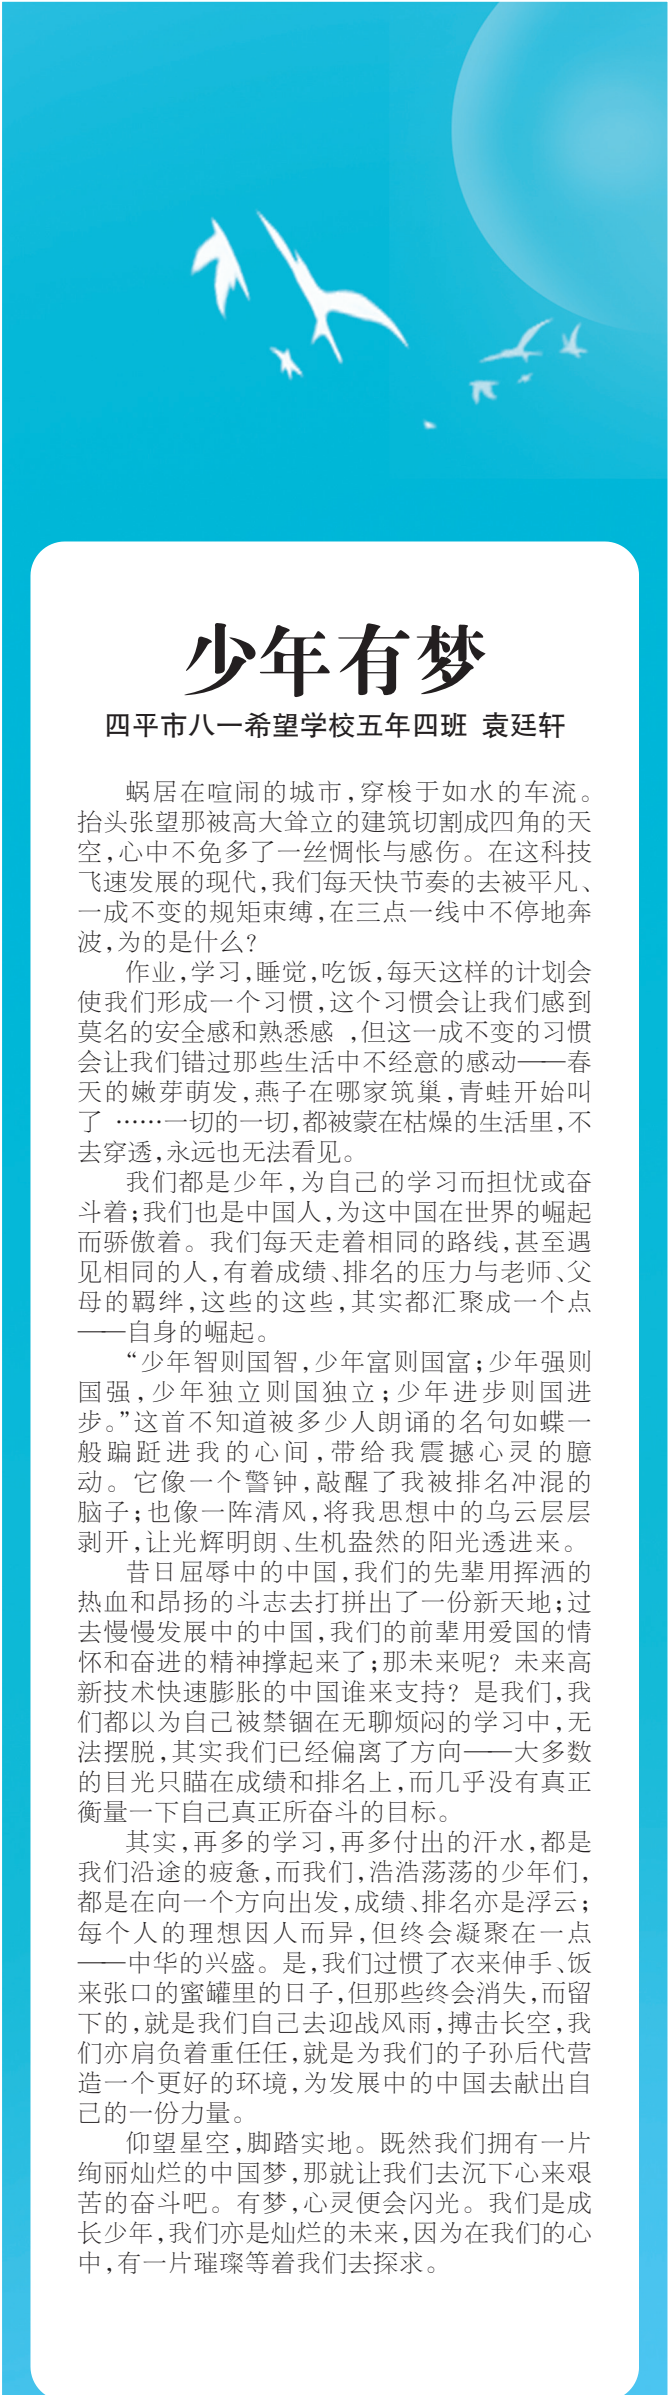 少年有梦
四平市八一希望学校五年四班 袁廷轩
蜗居在喧闹的城市,穿梭于如水的车流。
抬头张望那被高大耸立的建筑切割成四角的天
空,心中不免多了一丝惆怅与感伤。在这科技
飞速发展的现代,我们每天快节奏的去被平凡、
一成不变的规矩束缚,在三点一线中不停地奔
波,为的是什么?
作业,学习,睡觉,吃饭,每天这样的计划会
使我们形成一个习惯,这个习惯会让我们感到
莫名的安全感和熟悉感 ,但这一成不变的习惯
会让我们错过那些生活中不经意的感动——春
天的嫩芽萌发,燕子在哪家筑巢,青蛙开始叫
了 ……一切的一切,都被蒙在枯燥的生活里,不
去穿透,永远也无法看见。
我们都是少年,为自己的学习而担忧或奋
斗着;我们也是中国人,为这中国在世界的崛起
而骄傲着。我们每天走着相同的路线,甚至遇
见相同的人,有着成绩、排名的压力与老师、父
母的羁绊,这些的这些,其实都汇聚成一个点
——自身的崛起。
“少年智则国智,少年富则国富;少年强则
国强,少年独立则国独立;少年进步则国进
步。”这首不知道被多少人朗诵的名句如蝶一
般蹁跹进我的心间,带给我震撼心灵的臆
动。它像一个警钟,敲醒了我被排名冲混的
脑子;也像一阵清风,将我思想中的乌云层层
剥开,让光辉明朗、生机盎然的阳光透进来。
昔日屈辱中的中国,我们的先辈用挥洒的
热血和昂扬的斗志去打拼出了一份新天地;过
去慢慢发展中的中国,我们的前辈用爱国的情
怀和奋进的精神撑起来了;那未来呢?未来高
新技术快速膨胀的中国谁来支持?是我们,我
们都以为自己被禁锢在无聊烦闷的学习中,无
法摆脱,其实我们已经偏离了方向——大多数
的目光只瞄在成绩和排名上,而几乎没有真正
衡量一下自己真正所奋斗的目标。
其实,再多的学习,再多付出的汗水,都是
我们沿途的疲惫,而我们,浩浩荡荡的少年们,
都是在向一个方向出发,成绩、排名亦是浮云;
每个人的理想因人而异,但终会凝聚在一点
——中华的兴盛。是,我们过惯了衣来伸手、饭
来张口的蜜罐里的日子,但那些终会消失,而留
下的,就是我们自己去迎战风雨,搏击长空,我
们亦肩负着重任任,就是为我们的子孙后代营
造一个更好的环境,为发展中的中国去献出自
己的一份力量。
仰望星空,脚踏实地。既然我们拥有一片
绚丽灿烂的中国梦,那就让我们去沉下心来艰
苦的奋斗吧。有梦,心灵便会闪光。我们是成
长少年,我们亦是灿烂的未来,因为在我们的心
中,有一片璀璨等着我们去探求。